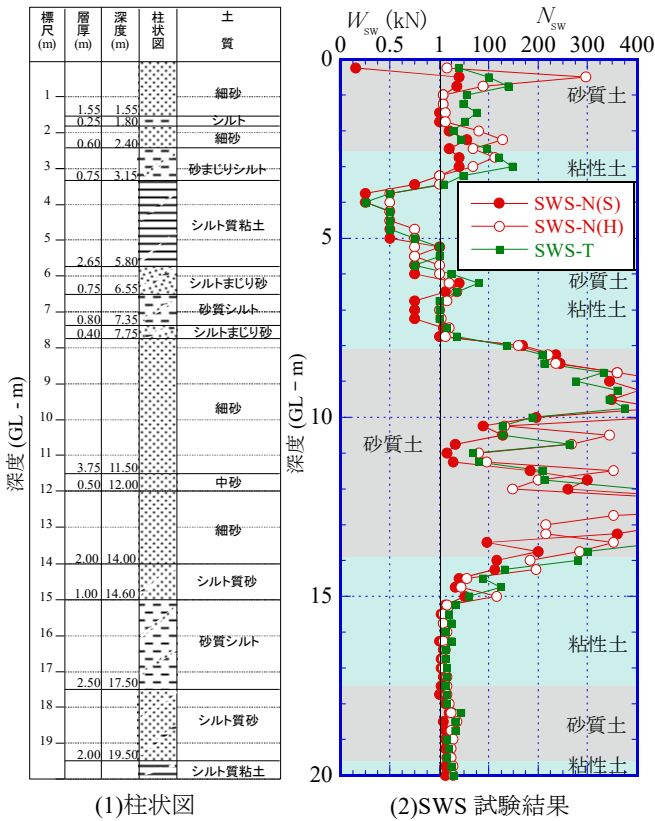 標尺 (m) 層厚 (m) 深度 (m) 柱状図 土質
1
細砂
1.55 1.55
0.25 1.80 シルト
2
細砂
0.60 2.40
3
砂まじりシルト
0.75 3.15
4
シルト質粘土
5
2.65 5.80
6
シルトまじり砂
0.75 6.55
7
砂質シルト
0.80 7.35
0.40 7.75 シルトまじり砂
8
9
10
細砂
11
3.75 11.50
0.50 12.00 中砂
12
13
細砂
14
2.00 14.00
シルト質砂
15
1.00 14.60
16
砂質シルト
17
2.50 17.50
18
シルト質砂
19
2.00 19.50
シルト質粘土
深度 (GL - m)
(1)柱状図
Wsw (kN) Nsw
0 0.5 1 100 200 300 400
0
5
10
15
20
深度 (GL − m)
砂質土
粘性土
SWS-N(S)
SWS-N(H)
SWS-T
砂質土
粘性土
砂質土
粘性土
砂質土
粘性土
(2)SWS 試験結果